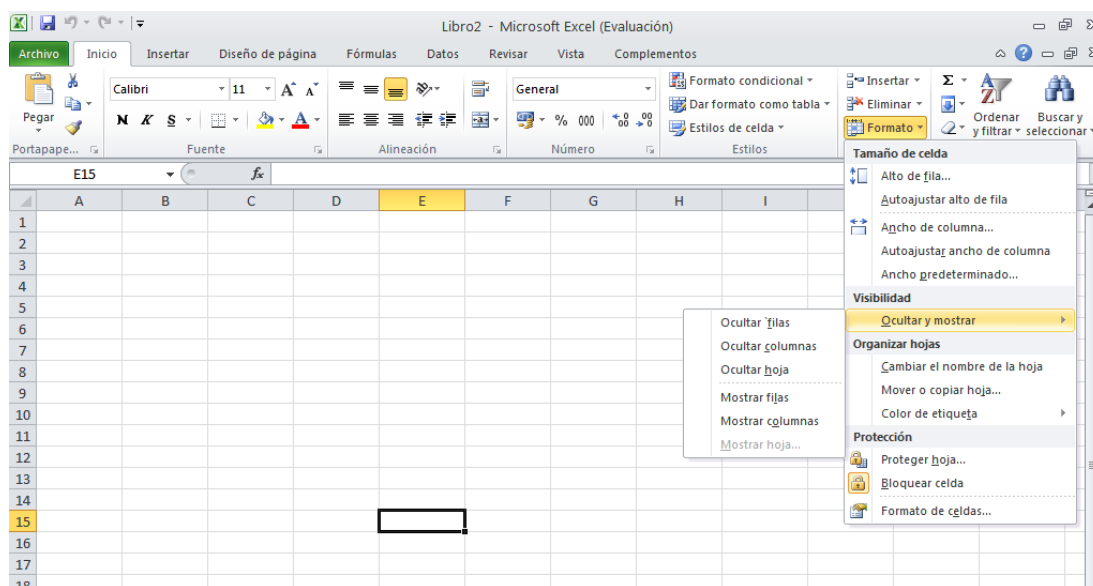 Libro2 - Microsoft Excel (Evaluación)
Archivo Inicio Insertar Diseño de página Fórmulas Datos Revisar Vista Complementos
Pegar
Portapape...
Calibri 11
N K S A
Fuente
Alineación
General
% 000
Número
Formato condicional
Dar formato como tabla
Estilos de celda
Estilos
Insertar
Eliminar
Formato
Σ
Ordenar y filtrar
Buscar y seleccionar
E15 fx
A B C D E F G H I
1
2
3
4
5
6
7
8
9
10
11
12
13
14
15
16
17
18
Tamaño de celda
Alto de fila...
Autoajustar alto de fila
Ancho de columna...
Autoajustar ancho de columna
Ancho predeterminado...
Visibilidad
Ocultar y mostrar
Organizar hojas
Cambiar el nombre de la hoja
Mover o copiar hoja...
Color de etiqueta
Protección
Proteger hoja...
Bloquear celda
Formato de celdas...
Ocultar filas
Ocultar columnas
Ocultar hoja
Mostrar filas
Mostrar columnas
Mostrar hoja...